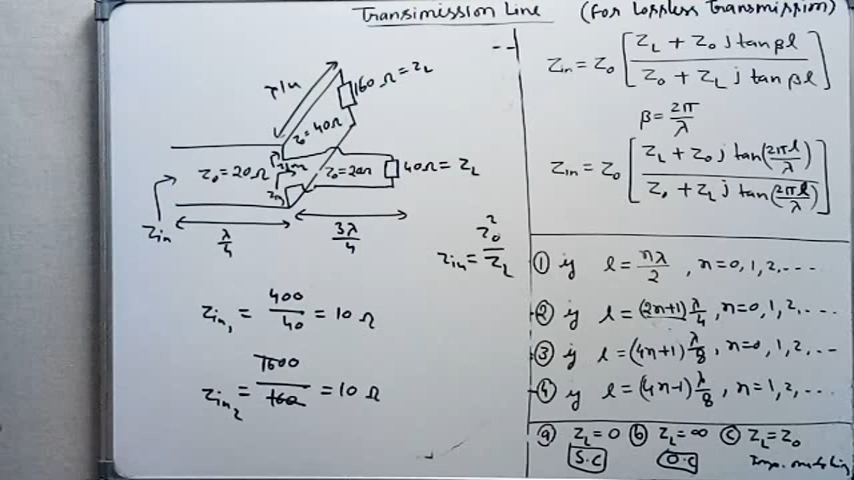 Transimission Line (For Lossless Transmission)
160 Ω = ZL
Z0 = 40Ω
Z0 = 20Ω
Z0 = 20Ω
40Ω = ZL
Zin
λ/4
3λ/4
Zin = Z0²/ZL
Zin1 = 400/40 = 10 Ω
Zin2 = 1600/160 = 10 Ω
Zin = Z0 [ZL + Z0 j tan βl / Z0 + ZL j tan βl]
β = 2π/λ
Zin = Z0 [ZL + Z0 j tan(2πl/λ) / Z0 + ZL j tan(2πl/λ)]
① if l = nλ/2 , n = 0, 1, 2, ----
② if l = (2n+1) λ/4 , n = 0, 1, 2, ...
③ if l = (4n+1) λ/8 , n = 0, 1, 2, --
④ if l = (4n-1) λ/8 , n = 1, 2, ...
ⓐ ZL = 0 ⓑ ZL = ∞ ⓒ ZL = Z0
S.C O.C Imp. matching